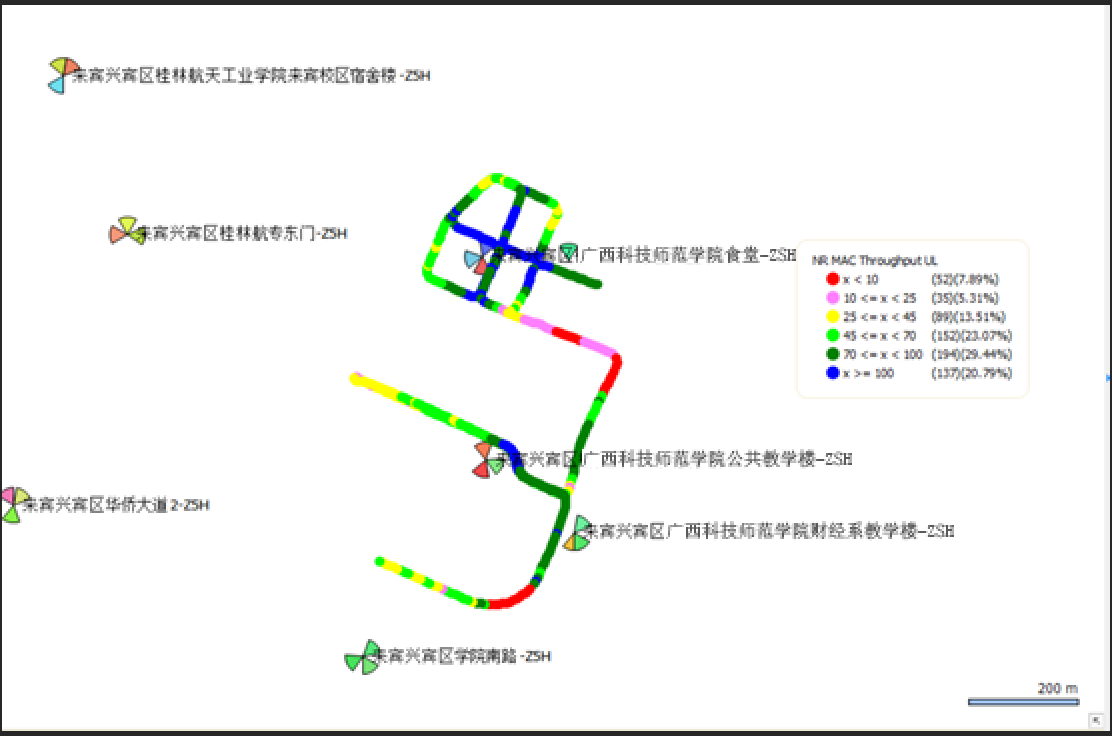 来宾兴宾区桂林航天工业学院来宾校区宿舍楼-ZSH
来宾兴宾区桂林航专东门-ZSH
来宾兴宾区广西科技师范学院食堂-ZSH
NR MAC Throughput UL
x < 10 (52)(7.89%)
10 <= x < 25 (35)(5.31%)
25 <= x < 45 (89)(13.51%)
45 <= x < 70 (152)(23.07%)
70 <= x < 100 (194)(29.44%)
x >= 100 (137)(20.79%)
来宾兴宾区广西科技师范学院公共教学楼-ZSH
来宾兴宾区华侨大道2-ZSH
来宾兴宾区广西科技师范学院财经系教学楼-ZSH
来宾兴宾区学院南路-ZSH
200 m